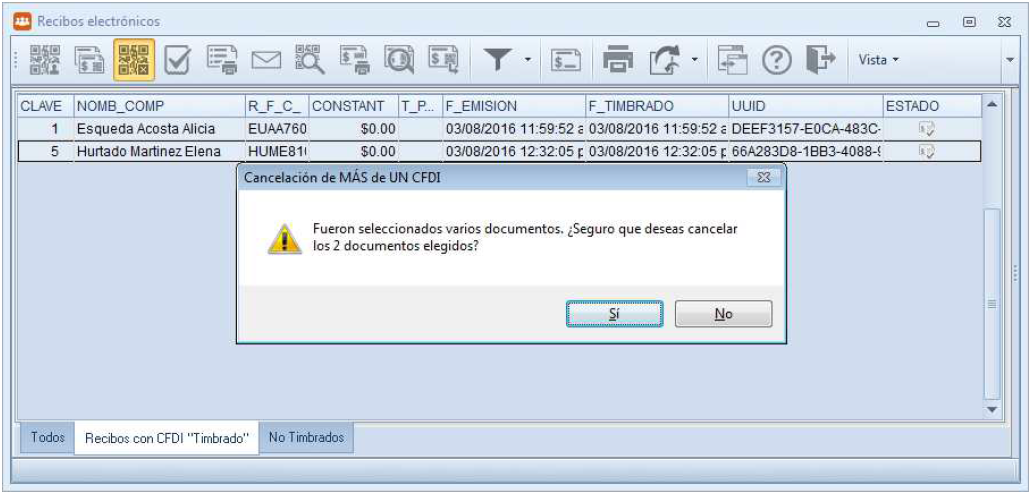 Recibos electrónicos
Vista
CLAVE NOMB_COMP R_F_C_ CONSTANT T_P... F_EMISION F_TIMBRADO UUID ESTADO
1 Esqueda Acosta Alicia EUAA760 $0.00 03/08/2016 11:59:52 a 03/08/2016 11:59:52 a DEEF3157-E0CA-483C-
5 Hurtado Martinez Elena HUME81 $0.00 03/08/2016 12:32:05 p 03/08/2016 12:32:05 p 66A283D8-1BB3-4088-9
Cancelación de MÁS de UN CFDI
Fueron seleccionados varios documentos. ¿Seguro que deseas cancelar
los 2 documentos elegidos?
Sí No
Todos Recibos con CFDI "Timbrado" No Timbrados